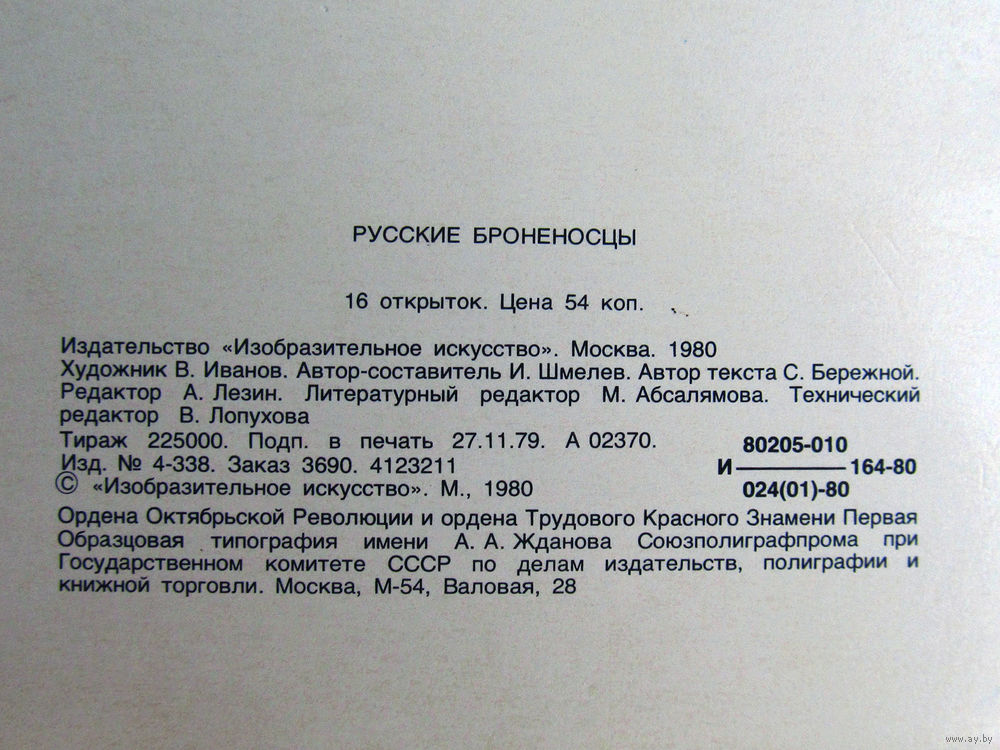 РУССКИЕ БРОНЕНОСЦЫ
16 открыток. Цена 54 коп.
Издательство «Изобразительное искусство». Москва. 1980
Художник В. Иванов. Автор-составитель И. Шмелев. Автор текста С. Бережной.
Редактор А. Лезин. Литературный редактор М. Абсалямова. Технический
редактор В. Лопухова
Тираж 225000. Подп. в печать 27.11.79. А 02370.
Изд. № 4-338. Заказ 3690. 4123211
© «Изобразительное искусство». М., 1980
80205-010
И ——— 164-80
024(01)-80
Ордена Октябрьской Революции и ордена Трудового Красного Знамени Первая
Образцовая типография имени А. А. Жданова Союзполиграфпрома при
Государственном комитете СССР по делам издательств, полиграфии и
книжной торговли. Москва, М-54, Валовая, 28
www.ay.by